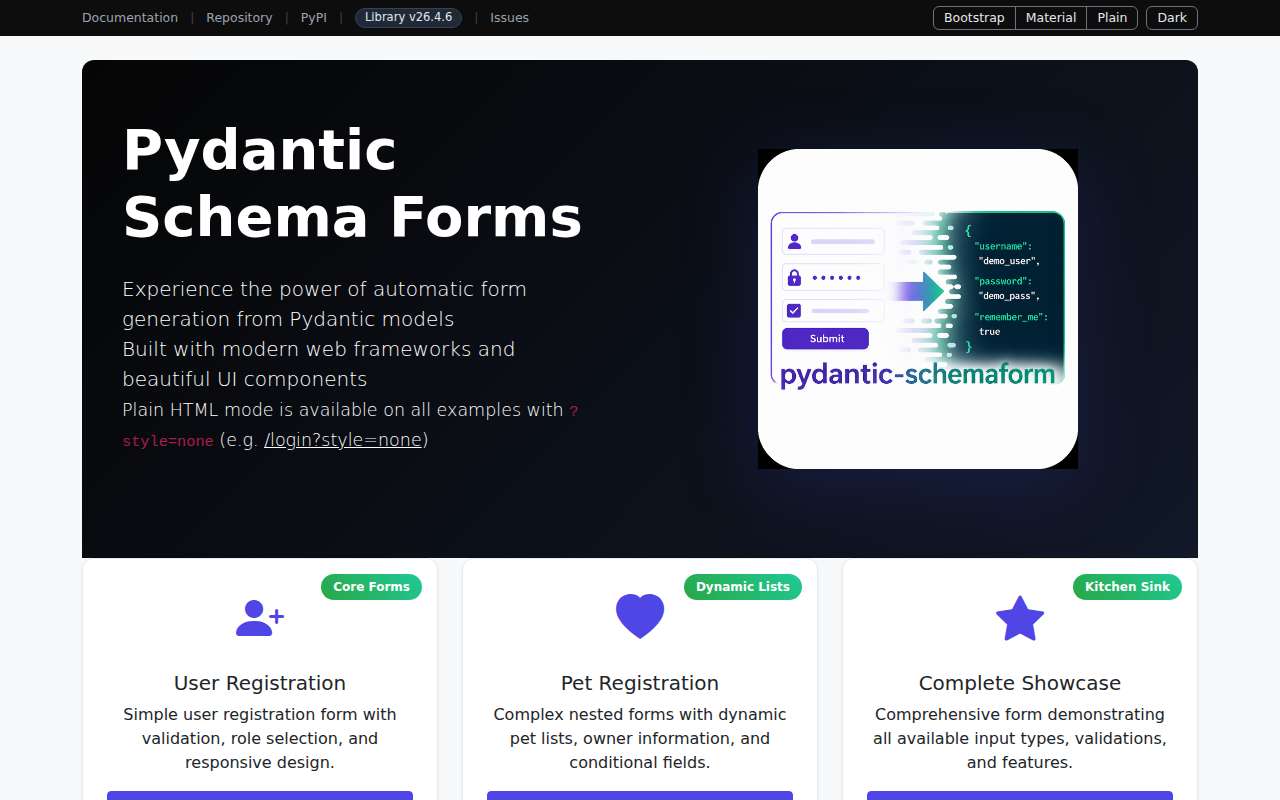 Documentation | Repository | PyPI | Library v26.4.6 | Issues
Bootstrap Material Plain Dark
Pydantic
Schema Forms
Experience the power of automatic form
generation from Pydantic models
Built with modern web frameworks and
beautiful UI components
Plain HTML mode is available on all examples with ?
style=none (e.g. /login?style=none)
{
"username":
"demo_user",
"password":
"demo_pass",
"remember_me":
true
}
Submit
pydantic-schemaform
Core Forms
User Registration
Simple user registration form with
validation, role selection, and
responsive design.
Dynamic Lists
Pet Registration
Complex nested forms with dynamic
pet lists, owner information, and
conditional fields.
Kitchen Sink
Complete Showcase
Comprehensive form demonstrating
all available input types, validations,
and features.